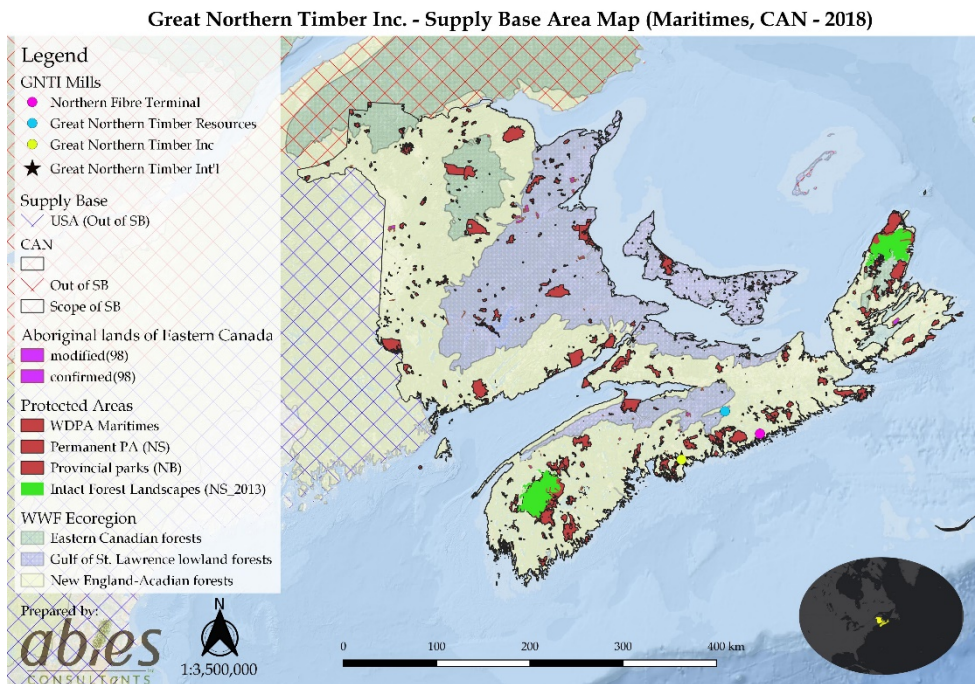 Great Northern Timber Inc. - Supply Base Area Map (Maritimes, CAN - 2018)
Legend
GNTI Mills
Northern Fibre Terminal
Great Northern Timber Resources
Great Northern Timber Inc
Great Northern Timber Int'l
Supply Base
USA (Out of SB)
CAN
Out of SB
Scope of SB
Aboriginal lands of Eastern Canada
modified(98)
confirmed(98)
Protected Areas
WDPA Maritimes
Permanent PA (NS)
Provincial parks (NB)
Intact Forest Landscapes (NS_2013)
WWF Ecoregion
Eastern Canadian forests
Gulf of St. Lawrence lowland forests
New England-Acadian forests
Prepared by:
abies
CONSULTANTS
N
1:3,500,000
0 100 200 300 400 km